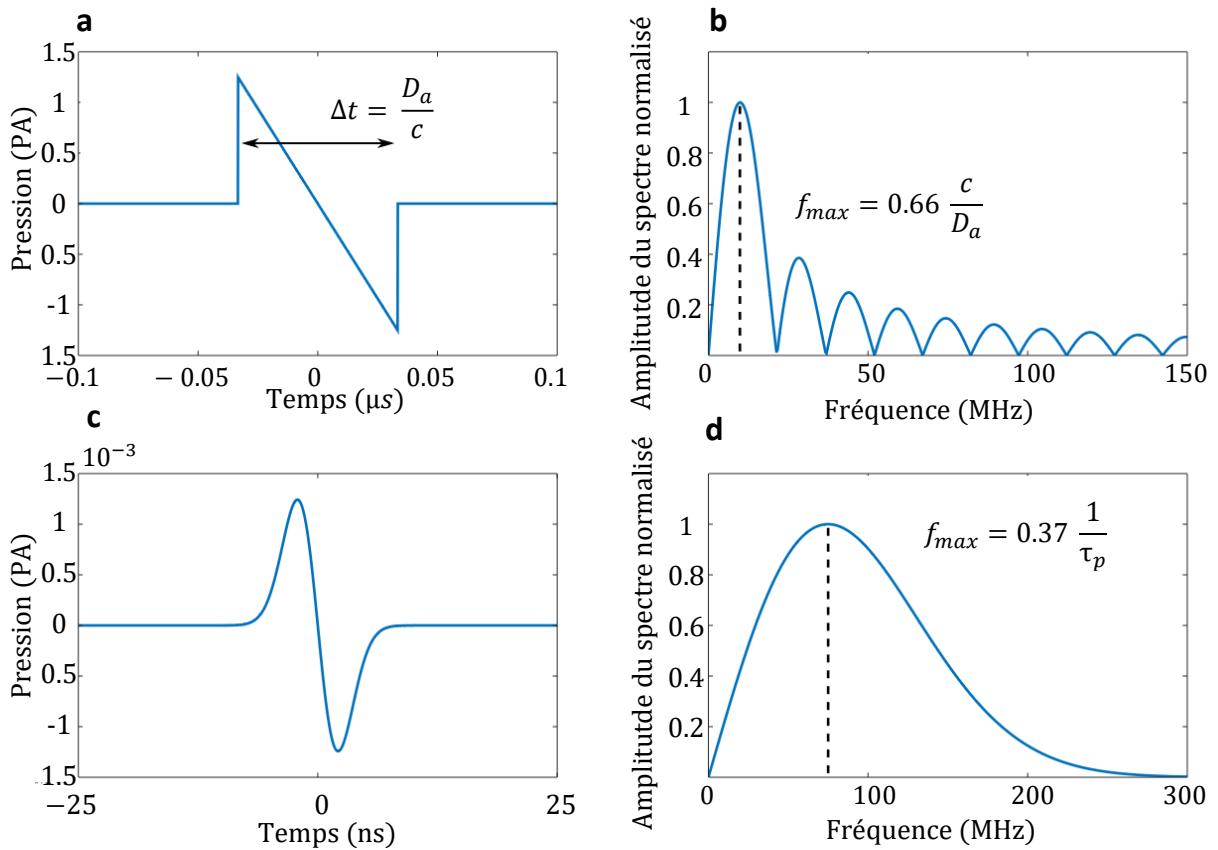 a
Pression (PA)
1.5
1
0.5
0
0.5
-1
1.5
−0.1
− 0.05
0
0.05
0.1
Temps (μs)
Δt = D_a / c
b
Amplitutde du spectre normalisé
1
0.8
0.6
0.4
0.2
0
50
100
150
Fréquence (MHz)
f_max = 0.66 c / D_a
c
10⁻³
Pression (PA)
1.5
1
0.5
0
0.5
-1
1.5
−25
0
25
Temps (ns)
d
Amplitutde du spectre normalisé
1
0.8
0.6
0.4
0.2
0
100
200
300
Fréquence (MHz)
f_max = 0.37 1 / τ_p